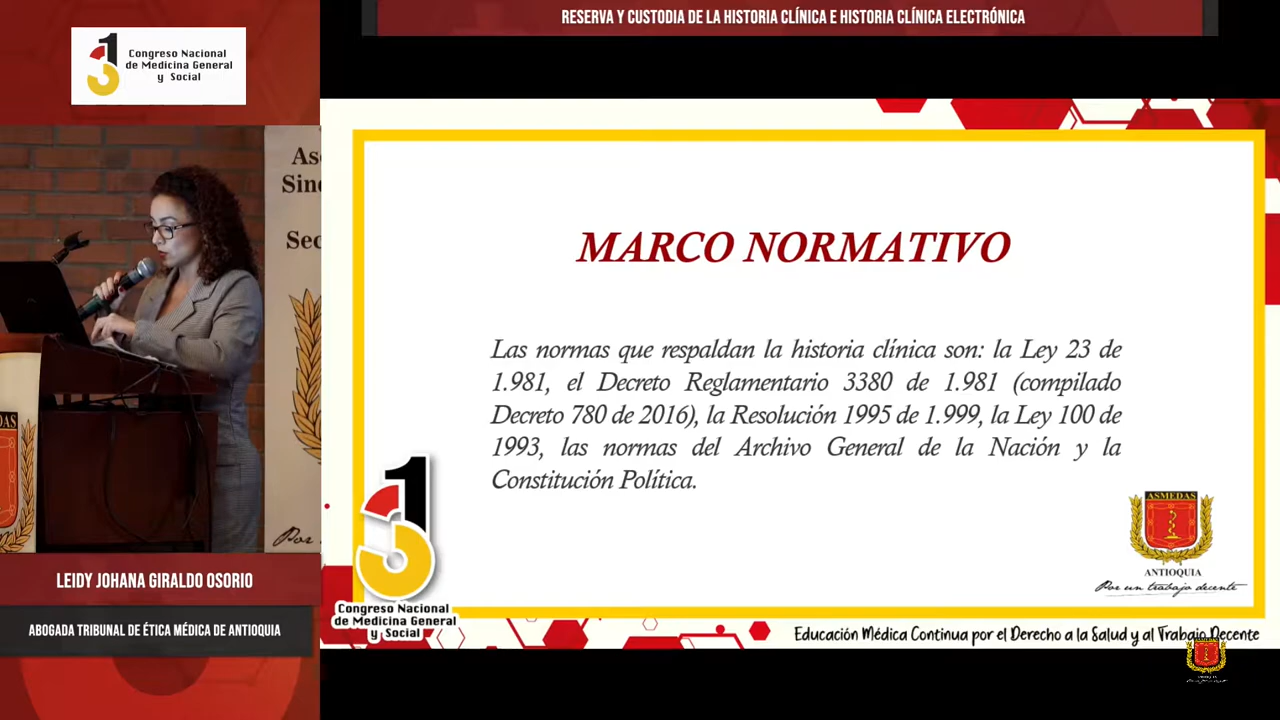 RESERVA Y CUSTODIA DE LA HISTORIA CLÍNICA E HISTORIA CLÍNICA ELECTRÓNICA
Congreso Nacional
de Medicina General
y Social
MARCO NORMATIVO
Las normas que respaldan la historia clínica son: la Ley 23 de
1.981, el Decreto Reglamentario 3380 de 1.981 (compilado
Decreto 780 de 2016), la Resolución 1995 de 1.999, la Ley 100 de
1993, las normas del Archivo General de la Nación y la
Constitución Política.
ASMEDAS
ANTIOQUIA
Por un trabajo decente
Congreso Nacional
de Medicina General
y Social
Educación Médica Continua por el Derecho a la Salud y al Trabajo Decente
LEIDY JOHANA GIRALDO OSORIO
ABOGADA TRIBUNAL DE ÉTICA MÉDICA DE ANTIOQUIA